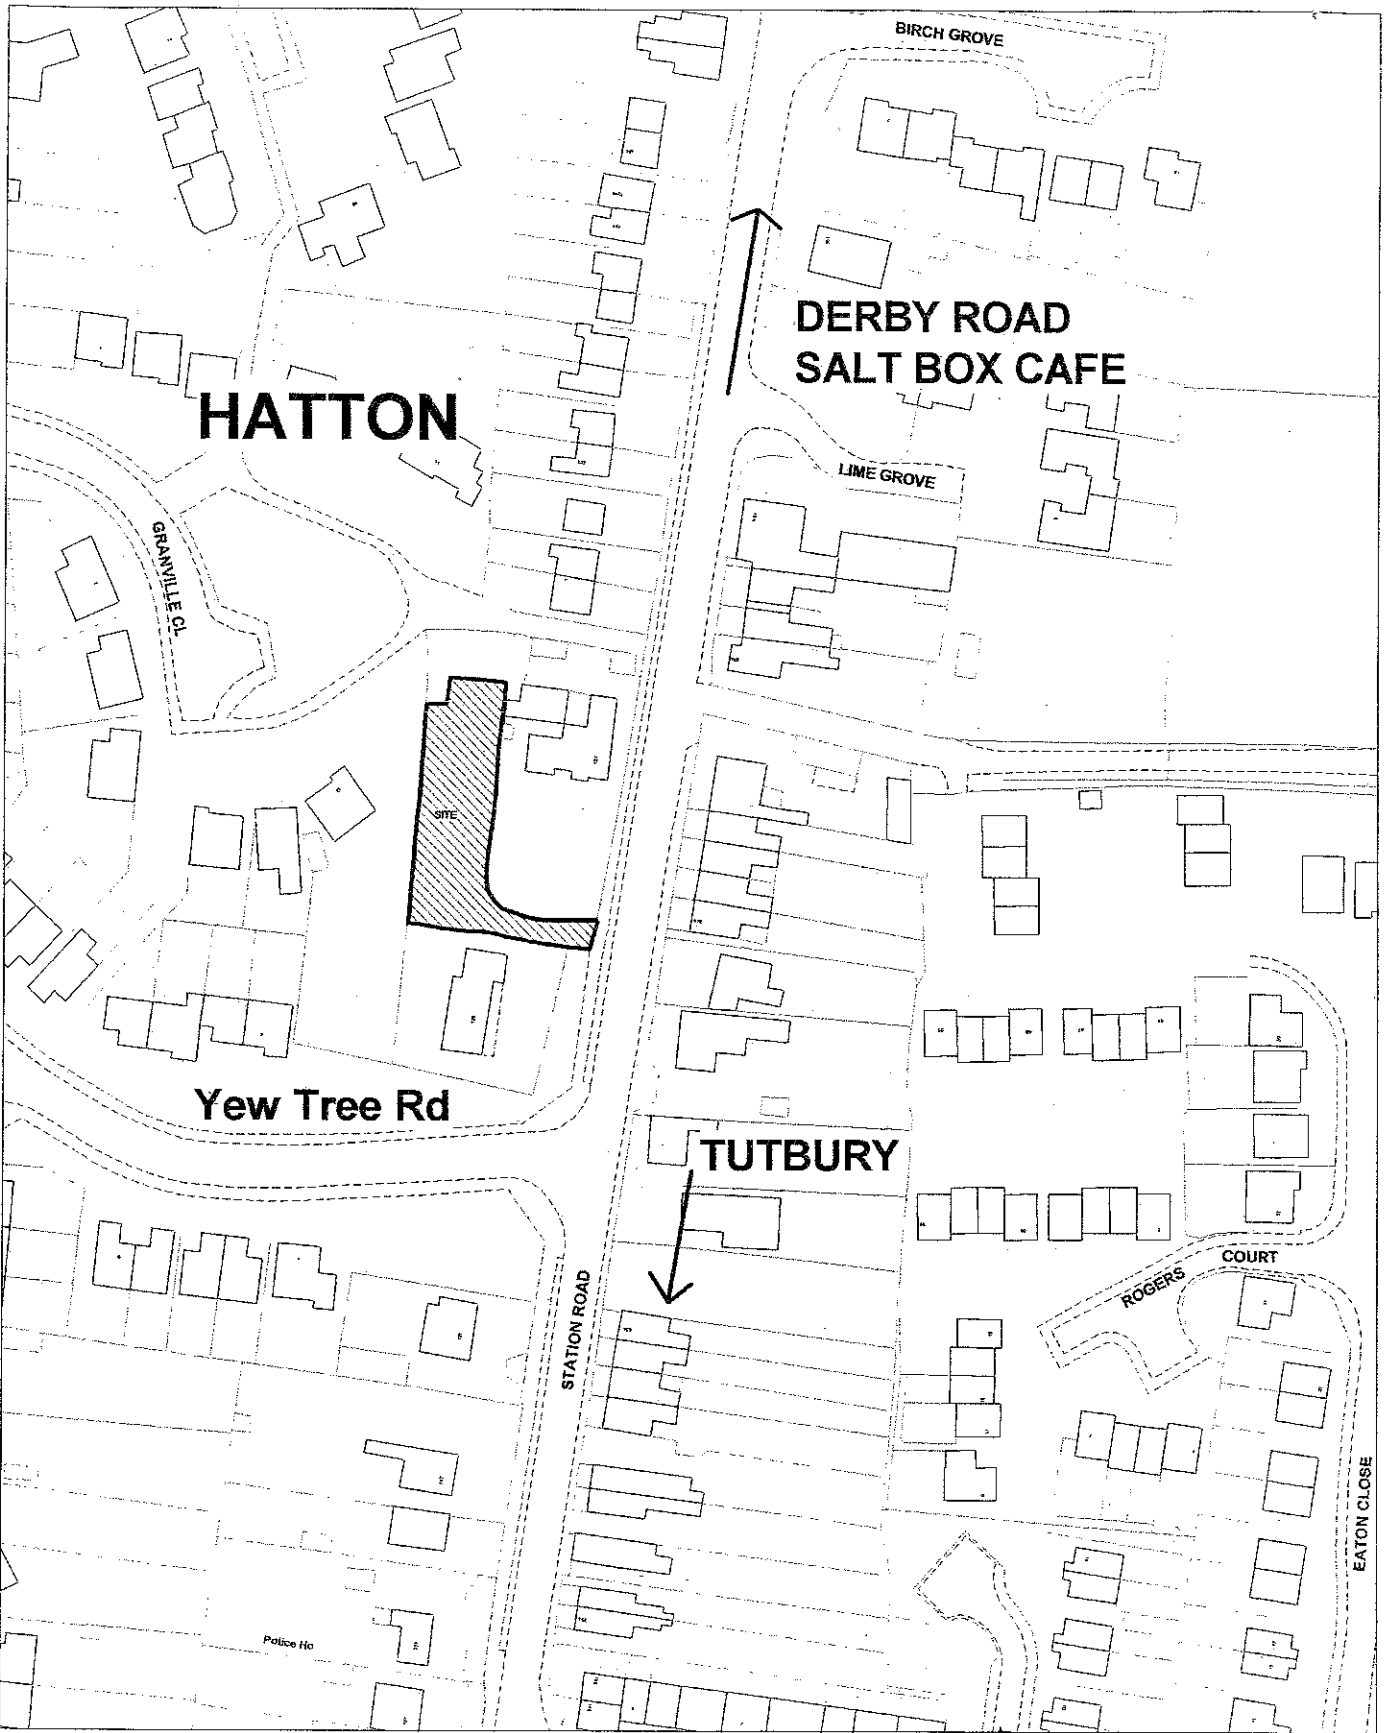 BIRCH GROVE
DERBY ROAD
SALT BOX CAFE
HATTON
LIME GROVE
GRANVILLE CL
SITE
Yew Tree Rd
TUTBURY
STATION ROAD
ROGERS COURT
EATON CLOSE
Police Ho